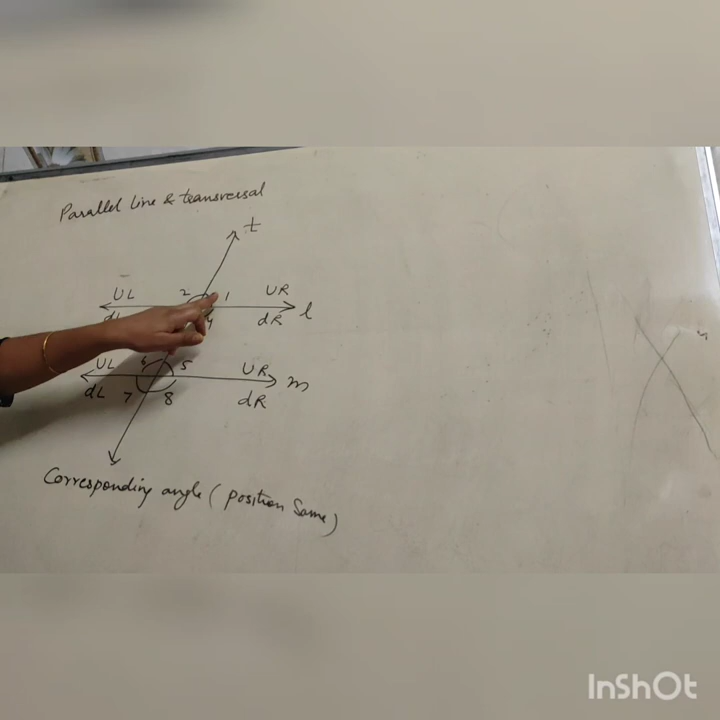 Parallel line & transversal
t
UL 2 1 UR
dL 4 dR l
UL 6 5 UR
dL 7 8 dR m
Corresponding angle (position Same)
InShOt